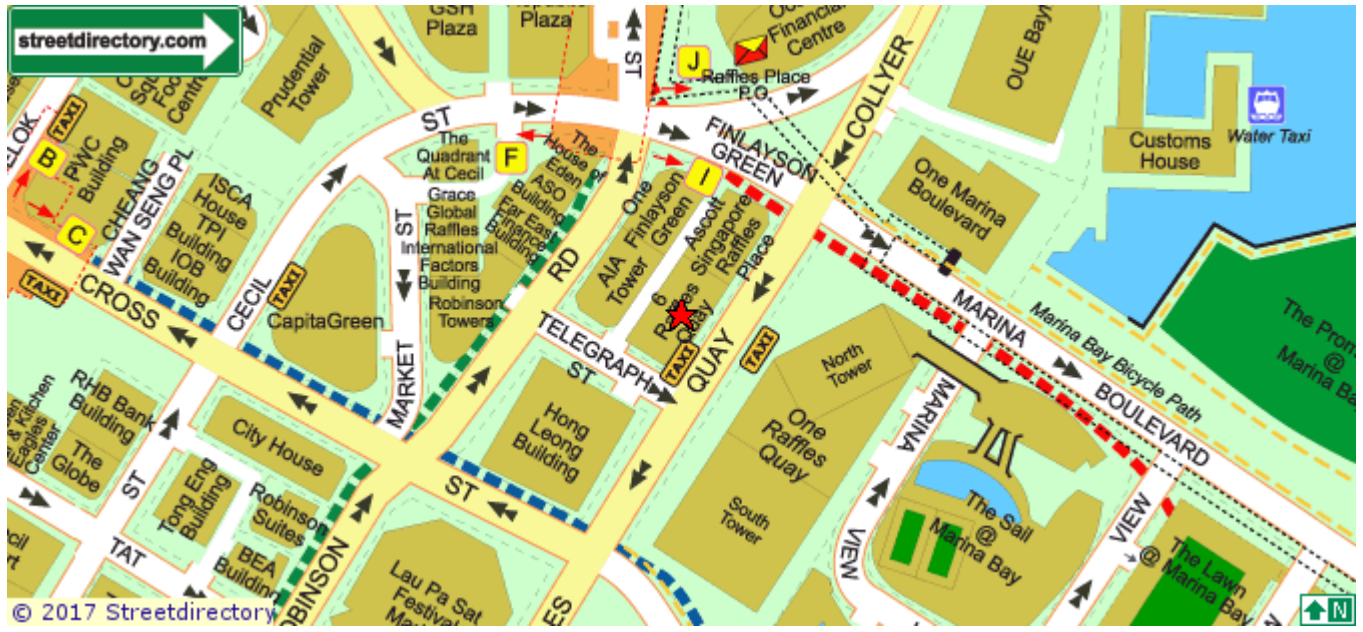 streetdirectory.com
GSH
Plaza
Plaza
Financial
Centre
OUE
COLLYER
QUAY
Prudential
Tower
ST
J
Raffles Place
P.O
Customs
House
Water Taxi
TAXI
B
PWC
Building
C
CHEANG
WAN SENG PL
ISCA
House
TPI
Building
IOB
Building
CECIL
ST
The
Quadrant
At Cecil
F
The
House of
Eden
ASO
Building
Far East
Finance
Building
Grace
Global
Raffles
International
Factors
Building
Robinson
Towers
FINLAYSON
GREEN
I
One
Finlayson
Green
AIA
Tower
Ascott
Singapore
Raffles
Place
6
Quay
One Marina
Boulevard
MARINA
BOULEVARD
Marina Bay Bicycle Path
The
@
TAXI
CROSS
ST
TAXI
CapitaGreen
MARKET
ST
RD
TELEGRAPH
ST
TAXI
TAXI
North
Tower
One
Raffles
Quay
South
Tower
MARINA
VIEW
The Sail
@
Marina Bay
VIEW
The Lawn
@ Marina Bay
RHB Bank
Building
The
Globe
& Kitchen
Eagles
Center
City House
Hong
Leong
Building
ST
TAT
Tong Eng
Building
Robinson
Suites
BEA
Building
Lau Pa Sat
Festival
© 2017 Streetdirectory
N